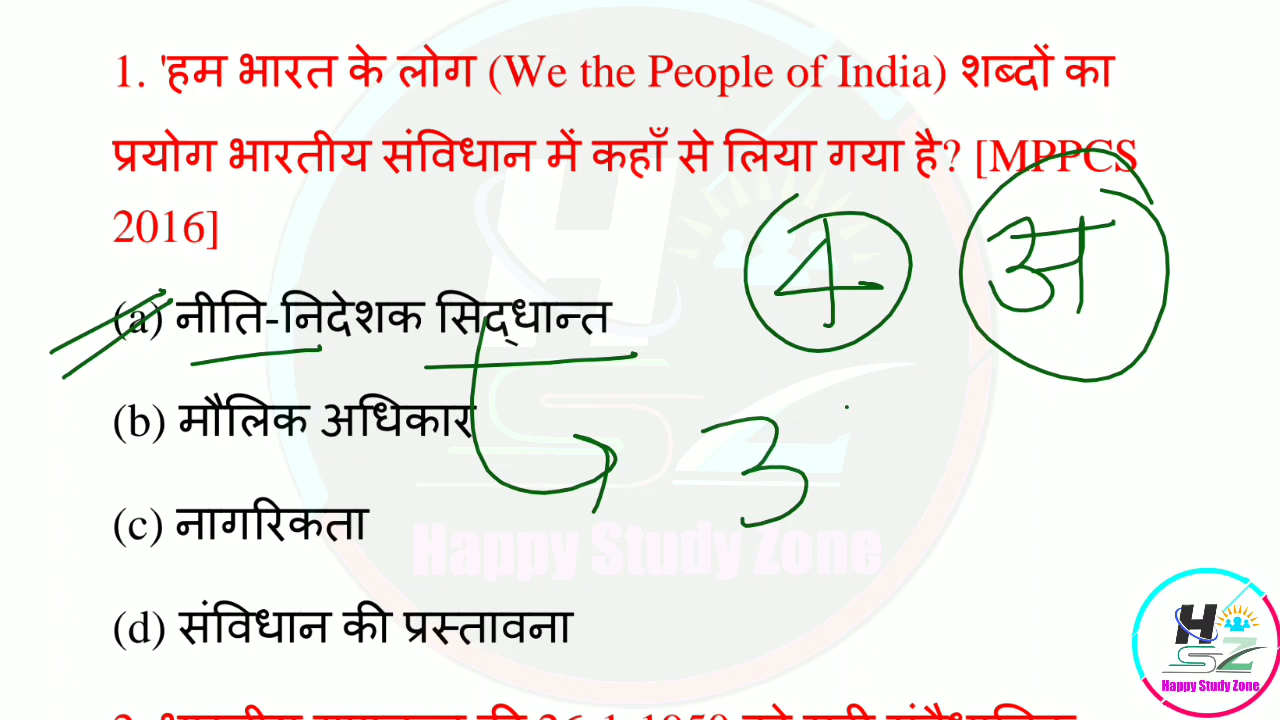 1. 'हम भारत के लोग (We the People of India) शब्दों का
प्रयोग भारतीय संविधान में कहाँ से लिया गया है? [MPPCS
2016]
(a) नीति-निदेशक सिद्धान्त
4
अ
(b) मौलिक अधिकार
3
(c) नागरिकता
Happy Study Zone
(d) संविधान की प्रस्तावना
H
SZ
Happy Study Zone